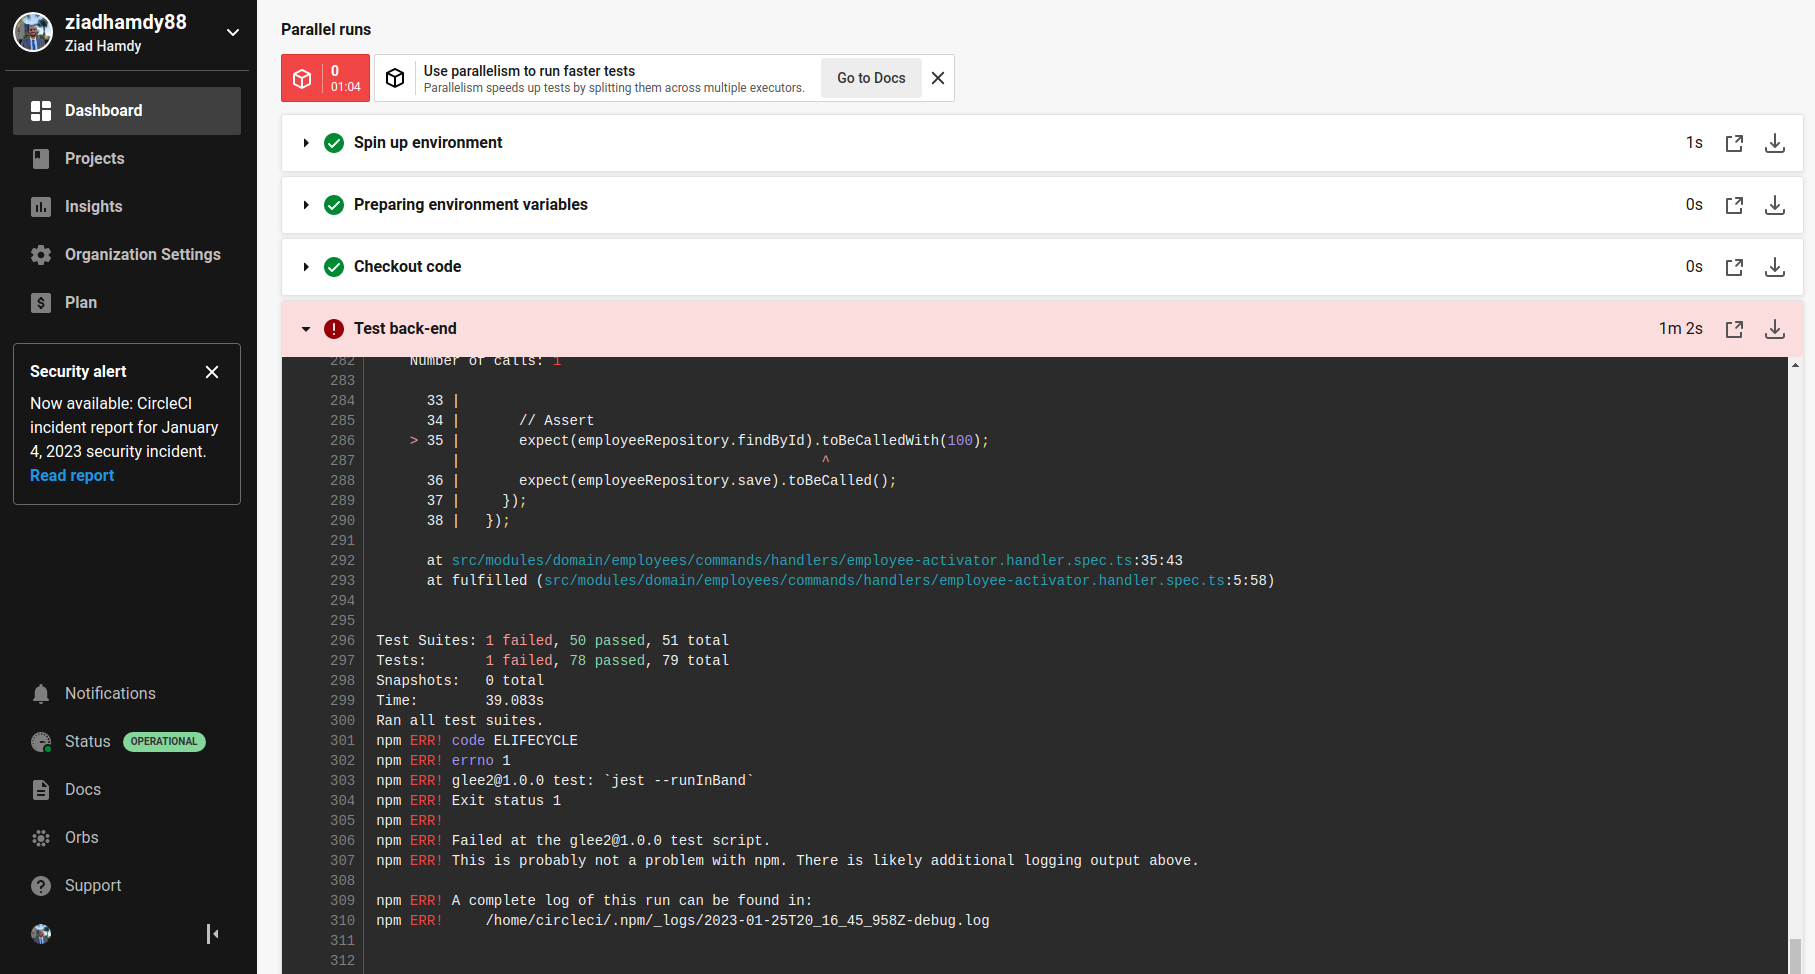 ziadhamdy88
Ziad Hamdy
Dashboard
Projects
Insights
Organization Settings
Plan
Security alert
Now available: CircleCI
incident report for January
4, 2023 security incident.
Read report
Notifications
Status OPERATIONAL
Docs
Orbs
Support
Parallel runs
0
01:04
Use parallelism to run faster tests
Parallelism speeds up tests by splitting them across multiple executors.
Go to Docs
Spin up environment 1s
Preparing environment variables 0s
Checkout code 0s
Test back-end 1m 2s
282 Number of calls: 1
283
284 33 |
285 34 | // Assert
286 > 35 | expect(employeeRepository.findById).toBeCalledWith(100);
287 | ^
288 36 | expect(employeeRepository.save).toBeCalled();
289 37 | });
290 38 | });
291
292 at src/modules/domain/employees/commands/handlers/employee-activator.handler.spec.ts:35:43
293 at fulfilled (src/modules/domain/employees/commands/handlers/employee-activator.handler.spec.ts:5:58)
294
295
296 Test Suites: 1 failed, 50 passed, 51 total
297 Tests: 1 failed, 78 passed, 79 total
298 Snapshots: 0 total
299 Time: 39.083s
300 Ran all test suites.
301 npm ERR! code ELIFECYCLE
302 npm ERR! errno 1
303 npm ERR! glee2@1.0.0 test: `jest --runInBand`
304 npm ERR! Exit status 1
305 npm ERR!
306 npm ERR! Failed at the glee2@1.0.0 test script.
307 npm ERR! This is probably not a problem with npm. There is likely additional logging output above.
308
309 npm ERR! A complete log of this run can be found in:
310 npm ERR! /home/circleci/.npm/_logs/2023-01-25T20_16_45_958Z-debug.log
311
312